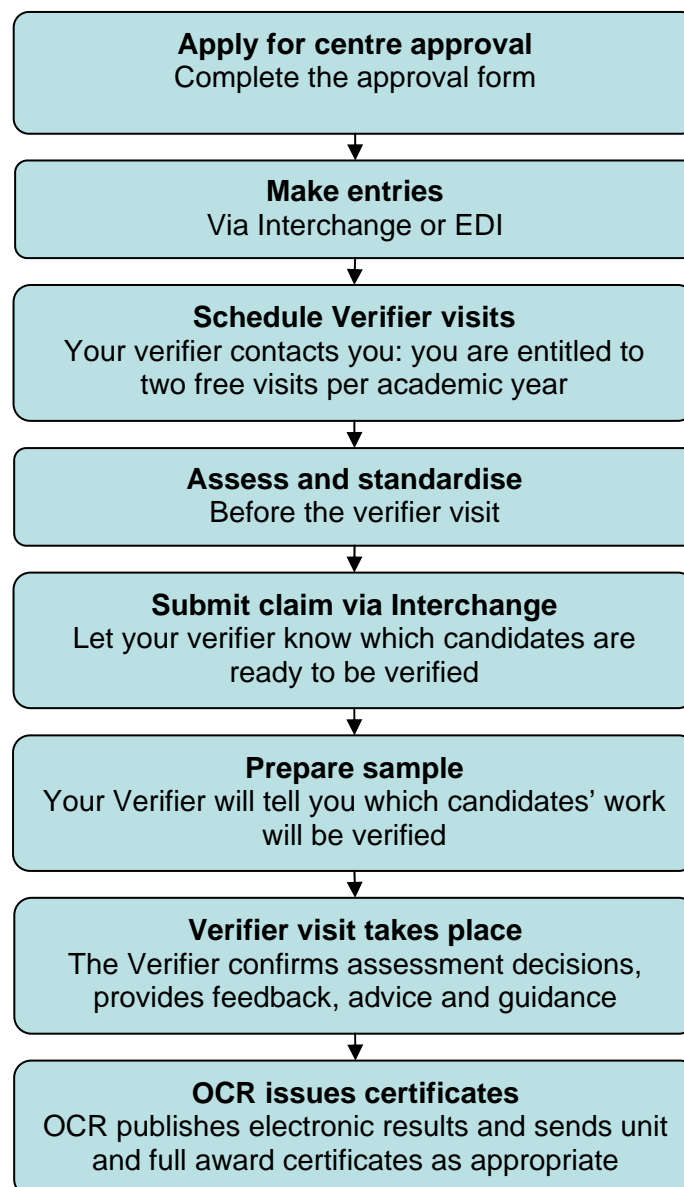 Apply for centre approval
Complete the approval form
Make entries
Via Interchange or EDI
Schedule Verifier visits
Your verifier contacts you: you are entitled to
two free visits per academic year
Assess and standardise
Before the verifier visit
Submit claim via Interchange
Let your verifier know which candidates are
ready to be verified
Prepare sample
Your Verifier will tell you which candidates’ work
will be verified
Verifier visit takes place
The Verifier confirms assessment decisions,
provides feedback, advice and guidance
OCR issues certificates
OCR publishes electronic results and sends unit
and full award certificates as appropriate